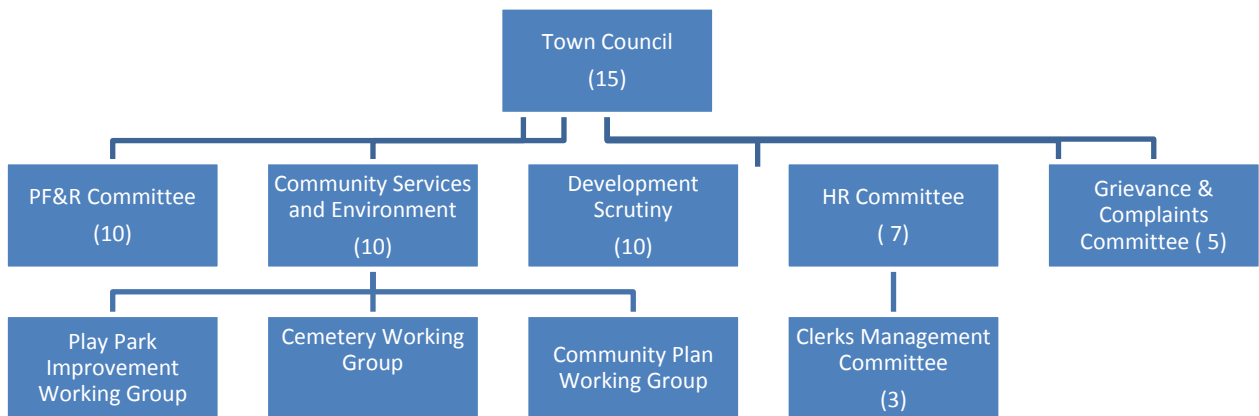 Town Council
(15)
PF&R Committee
(10)
Community Services
and Environment
(10)
Development
Scrutiny
(10)
HR Committee
( 7)
Grievance &
Complaints
Committee ( 5)
Play Park
Improvement
Working Group
Cemetery Working
Group
Community Plan
Working Group
Clerks Management
Committee
(3)